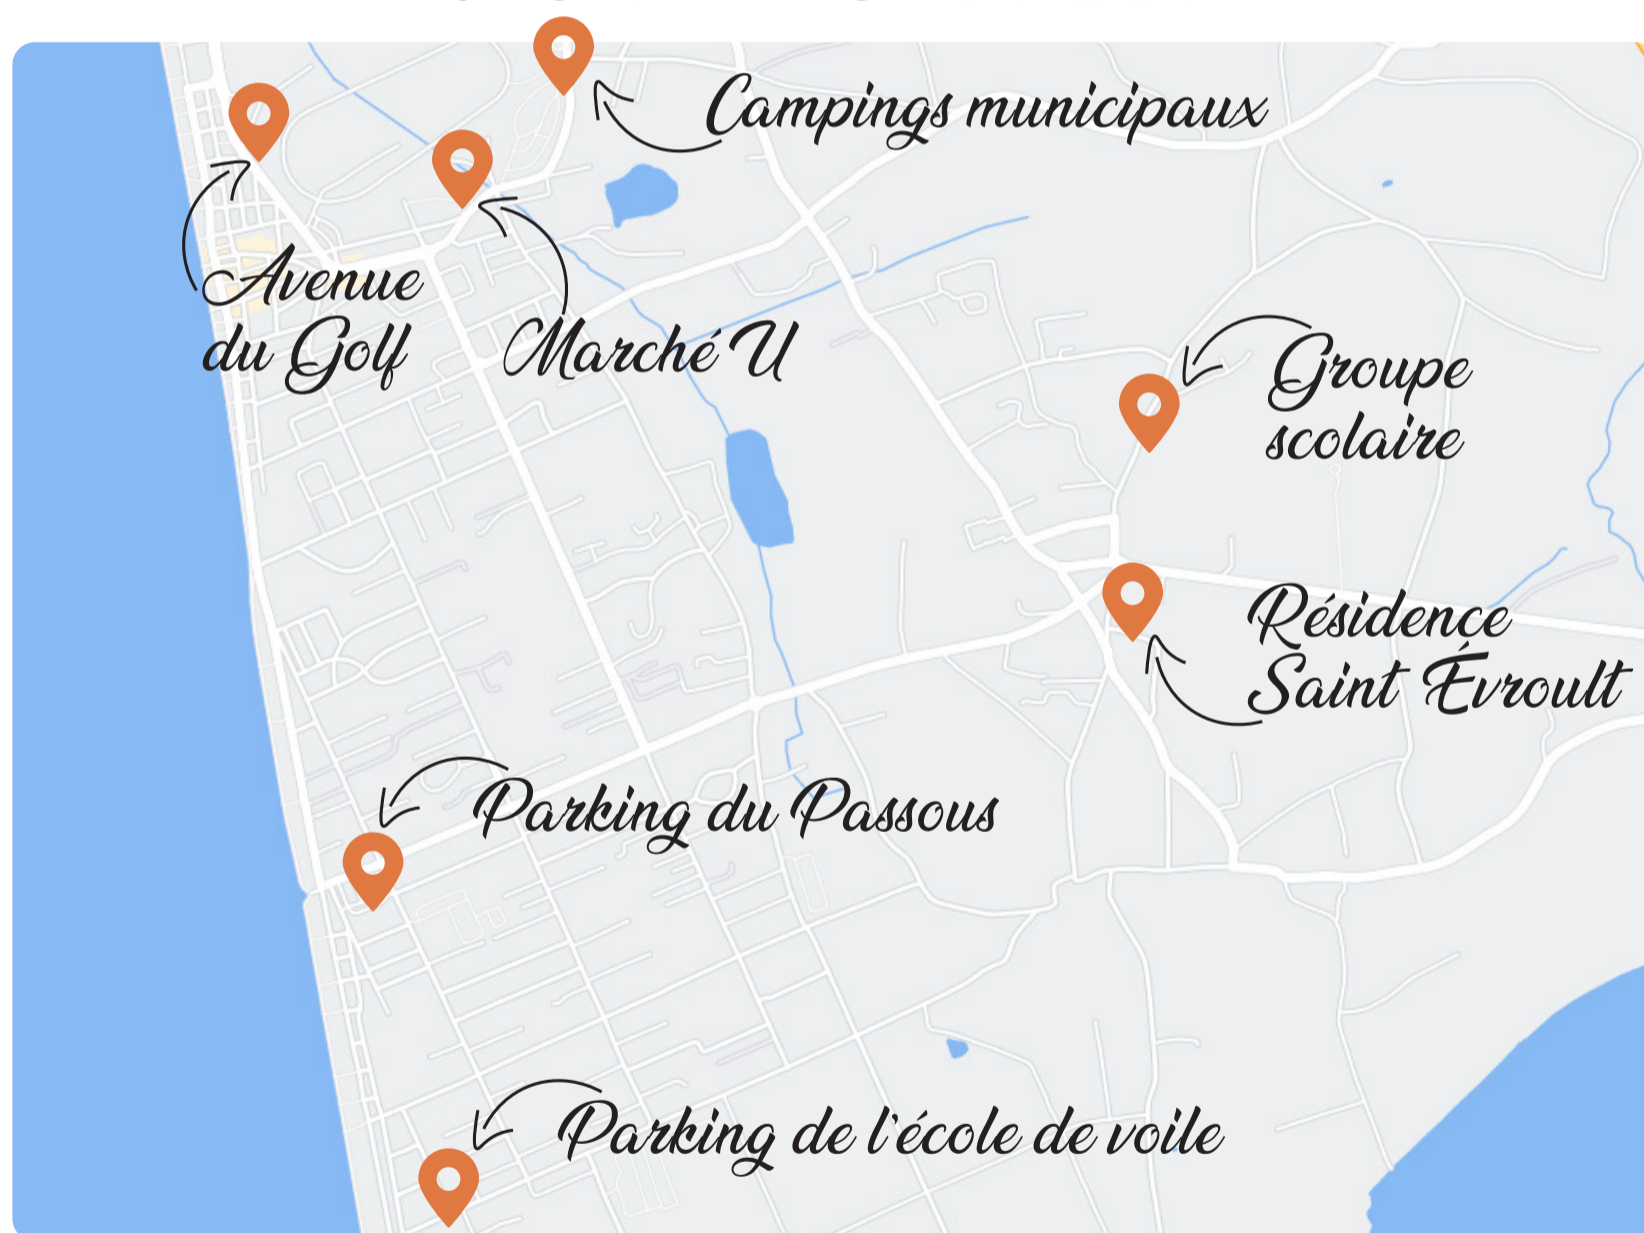 Campings municipaux
Avenue
du Golf
Marché U
Groupe
scolaire
Résidence
Saint Évroult
Parking du Passous
Parking de l'école de voile